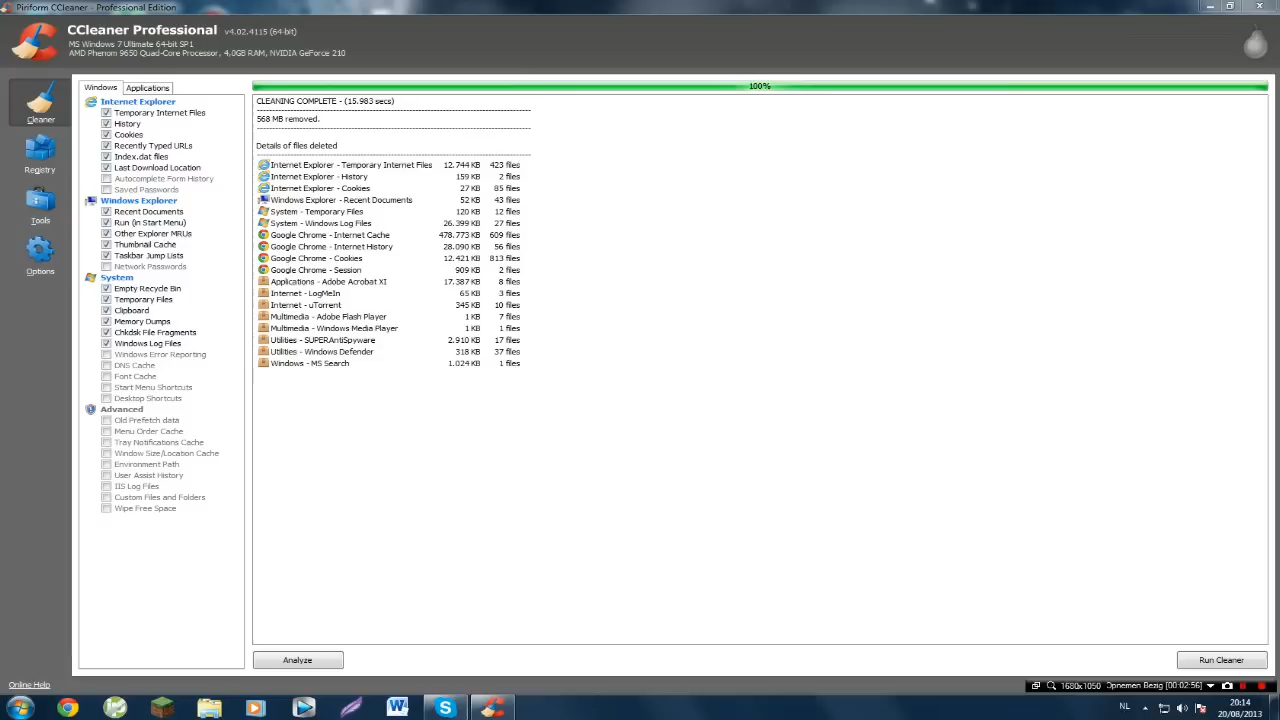 Piriform CCleaner - Professional Edition
CCleaner Professional v4.02.4115 (64-bit)
MS Windows 7 Ultimate 64-bit SP1
AMD Phenom 9650 Quad-Core Processor, 4,0GB RAM, NVIDIA GeForce 210
Cleaner
Registry
Tools
Options
Online Help
Windows
Applications
Internet Explorer
Temporary Internet Files
History
Cookies
Recently Typed URLs
Index.dat files
Last Download Location
Autocomplete Form History
Saved Passwords
Windows Explorer
Recent Documents
Run (in Start Menu)
Other Explorer MRUs
Thumbnail Cache
Taskbar Jump Lists
Network Passwords
System
Empty Recycle Bin
Temporary Files
Clipboard
Memory Dumps
Chkdsk File Fragments
Windows Log Files
Windows Error Reporting
DNS Cache
Font Cache
Start Menu Shortcuts
Desktop Shortcuts
Advanced
Old Prefetch data
Menu Order Cache
Tray Notifications Cache
Window Size/Location Cache
Environment Path
User Assist History
IIS Log Files
Custom Files and Folders
Wipe Free Space
100%
CLEANING COMPLETE - (15.983 secs)
568 MB removed.
Details of files deleted
Internet Explorer - Temporary Internet Files 12.744 KB 423 files
Internet Explorer - History 159 KB 2 files
Internet Explorer - Cookies 27 KB 85 files
Windows Explorer - Recent Documents 52 KB 43 files
System - Temporary Files 120 KB 12 files
System - Windows Log Files 26.399 KB 27 files
Google Chrome - Internet Cache 478.773 KB 609 files
Google Chrome - Internet History 28.090 KB 56 files
Google Chrome - Cookies 12.421 KB 813 files
Google Chrome - Session 909 KB 2 files
Applications - Adobe Acrobat XI 17.387 KB 8 files
Internet - LogMeIn 65 KB 3 files
Internet - uTorrent 345 KB 10 files
Multimedia - Adobe Flash Player 1 KB 7 files
Multimedia - Windows Media Player 1 KB 1 files
Utilities - SUPERAntiSpyware 2.910 KB 17 files
Utilities - Windows Defender 318 KB 37 files
Windows - MS Search 1.024 KB 1 files
Analyze
Run Cleaner
1680x1050 Opnemen Bezig [00:02:56]
NL
20:14
20/08/2013